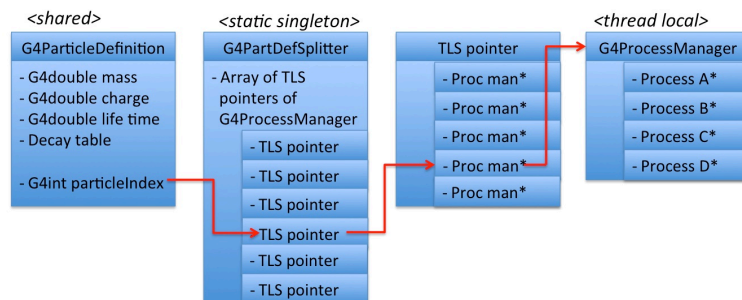 <shared>
G4ParticleDefinition
- G4double mass
- G4double charge
- G4double life time
- Decay table
- G4int particleIndex
<static singleton>
G4PartDefSplitter
- Array of TLS
pointers of
G4ProcessManager
- TLS pointer
- TLS pointer
- TLS pointer
- TLS pointer
- TLS pointer
- TLS pointer
TLS pointer
- Proc man*
- Proc man*
- Proc man*
- Proc man*
- Proc man*
<thread local>
G4ProcessManager
- Process A*
- Process B*
- Process C*
- Process D*